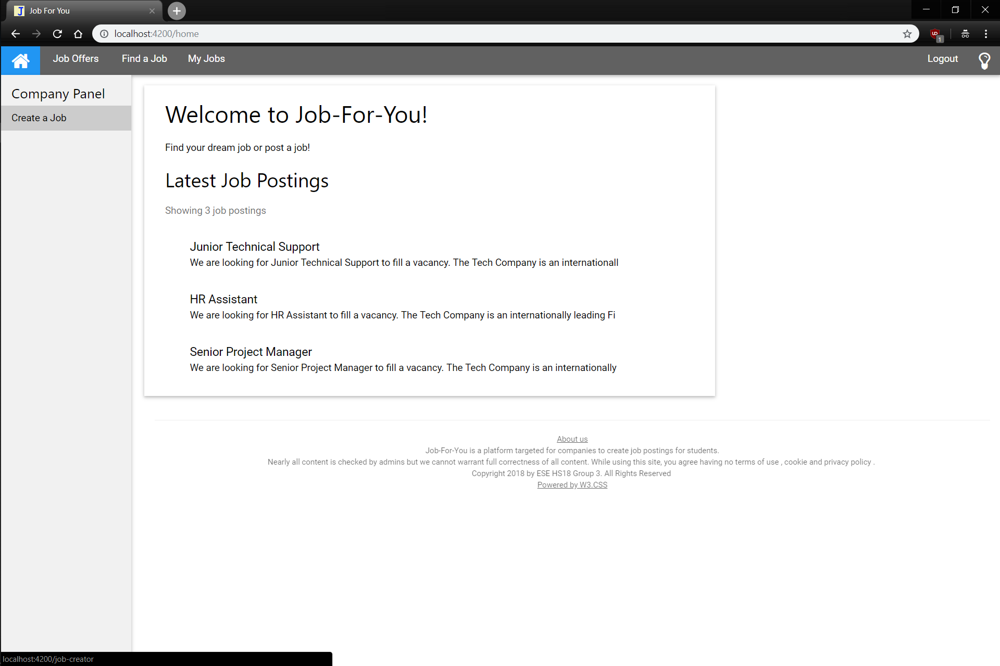 Job For You
localhost:4200/home
1
Job Offers
Find a Job
My Jobs
Logout
Company Panel
Create a Job
Welcome to Job-For-You!
Find your dream job or post a job!
Latest Job Postings
Showing 3 job postings
Junior Technical Support
We are looking for Junior Technical Support to fill a vacancy. The Tech Company is an internationall
HR Assistant
We are looking for HR Assistant to fill a vacancy. The Tech Company is an internationally leading Fi
Senior Project Manager
We are looking for Senior Project Manager to fill a vacancy. The Tech Company is an internationally
About us
Job-For-You is a platform targeted for companies to create job postings for students.
Nearly all content is checked by admins but we cannot warrant full correctness of all content. While using this site, you agree having no terms of use , cookie and privacy policy .
Copyright 2018 by ESE HS18 Group 3. All Rights Reserved
Powered by W3.CSS
localhost:4200/job-creator